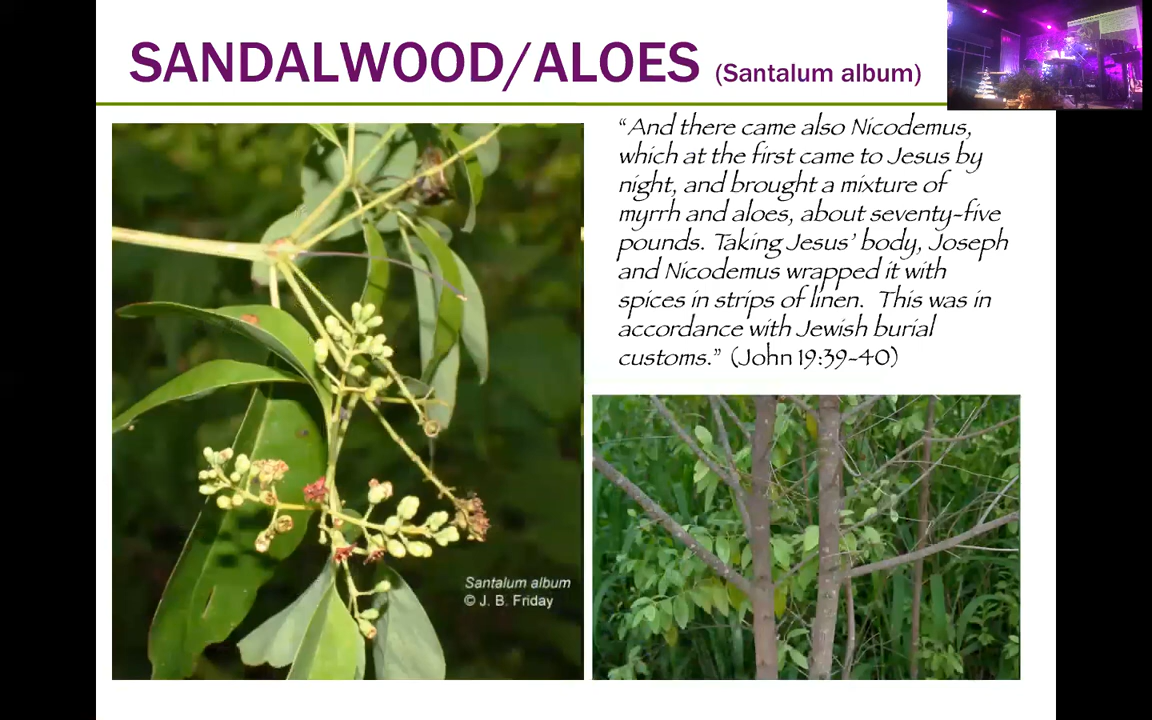 SANDALWOOD/ALOES (Santalum album)
“And there came also Nicodemus,
which at the first came to Jesus by
night, and brought a mixture of
myrrh and aloes, about seventy-five
pounds. Taking Jesus’ body, Joseph
and Nicodemus wrapped it with
spices in strips of linen. This was in
accordance with Jewish burial
customs.” (John 19:39-40)
Santalum album
© J. B. Friday